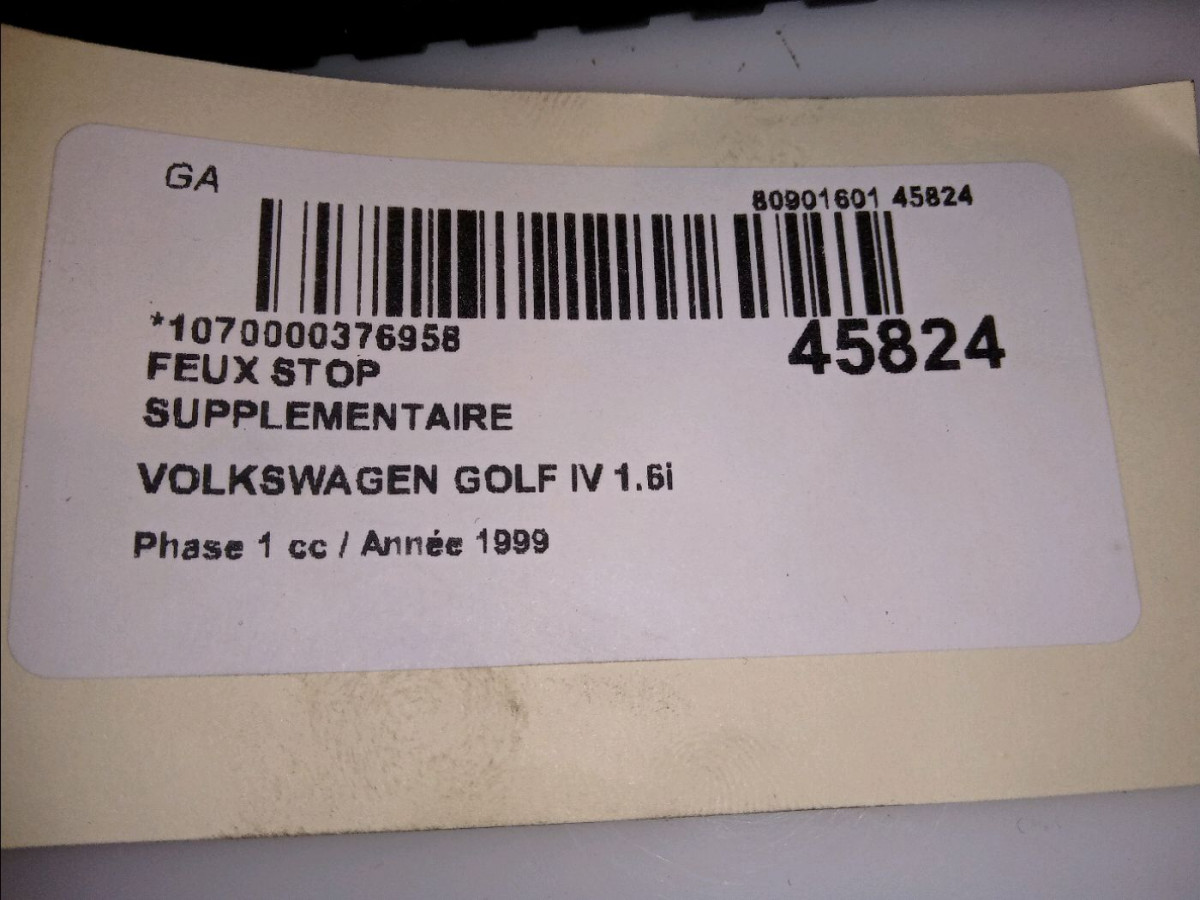 GA
80901601 45824
*1070000376958
45824
FEUX STOP
SUPPLEMENTAIRE
VOLKSWAGEN GOLF IV 1.6i
Phase 1 cc / Année 1999